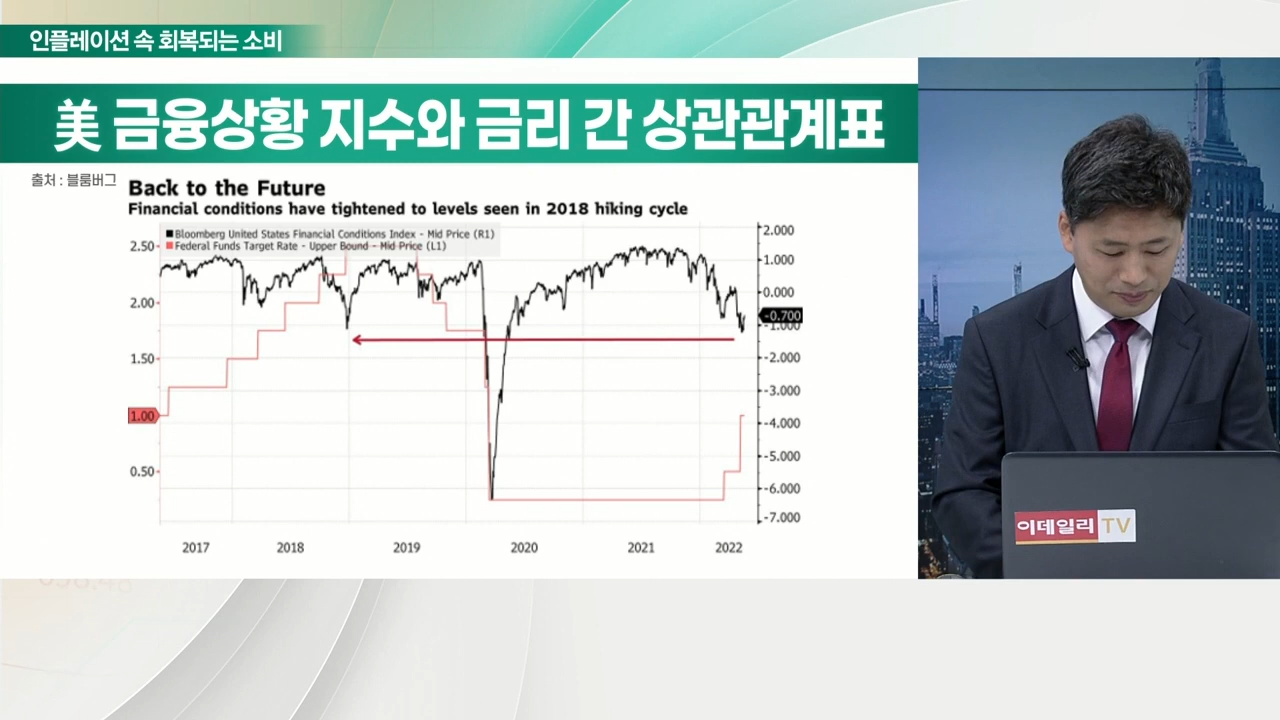 인플레이션 속 회복되는 소비
美 금융상황 지수와 금리 간 상관관계표
출처 : 블룸버그
Back to the Future
Financial conditions have tightened to levels seen in 2018 hiking cycle
Bloomberg United States Financial Conditions Index - Mid Price (R1)
Federal Funds Target Rate - Upper Bound - Mid Price (L1)
2.50
2.00
1.50
1.00
0.50
2.000
1.000
0.000
-0.700
-1.000
-2.000
-3.000
-4.000
-5.000
-6.000
-7.000
2017 2018 2019 2020 2021 2022
이데일리 TV